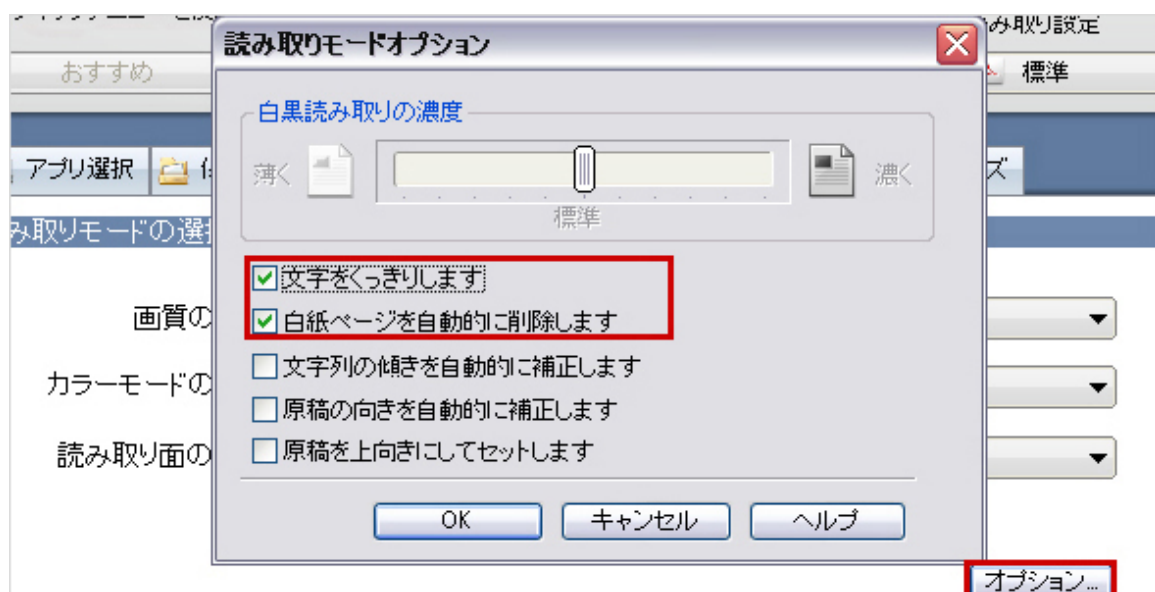 読み取りモードオプション
み取り設定
おすすめ
標準
白黒読み取りの濃度
アプリ選択
ズ
薄く
濃く
標準
み取りモードの選択
文字をくっきりします
画質の
白紙ページを自動的に削除します
文字列の傾きを自動的に補正します
カラーモードの
原稿の向きを自動的に補正します
読み取り面の
原稿を上向きにしてセットします
OK
キャンセル
ヘルプ
オプション...